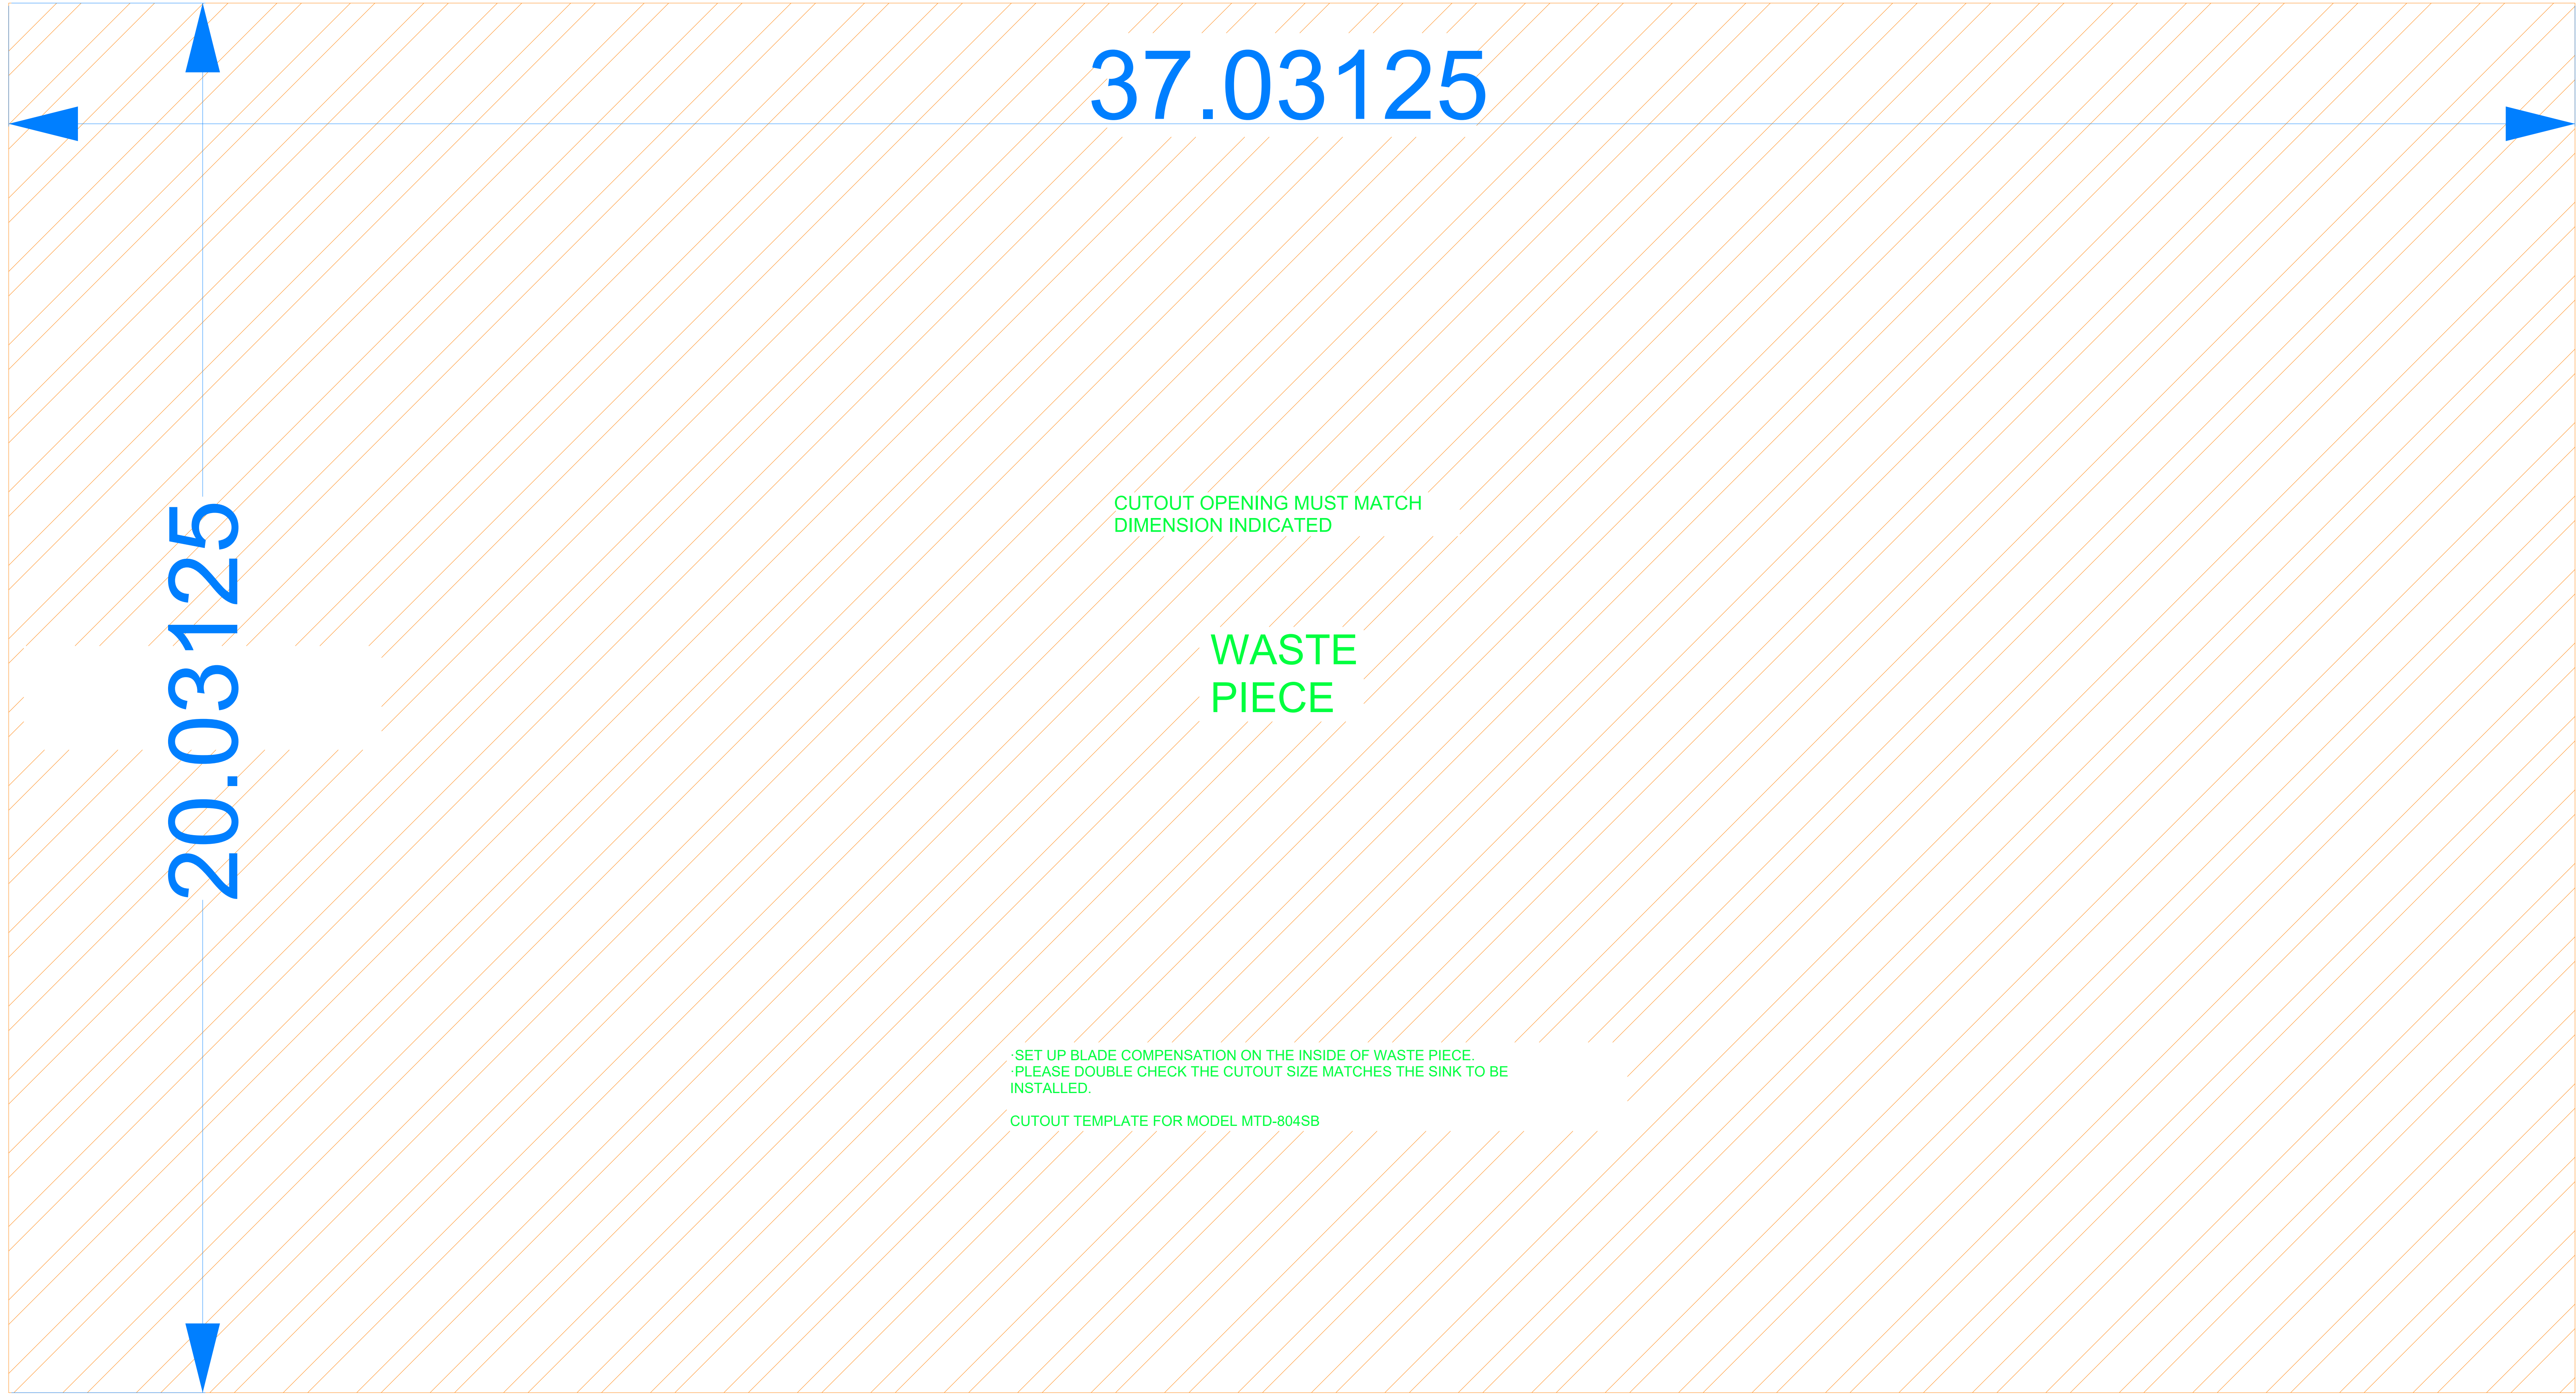 37.03125
20.03125
CUTOUT OPENING MUST MATCH
DIMENSION INDICATED
WASTE
PIECE
·SET UP BLADE COMPENSATION ON THE INSIDE OF WASTE PIECE.
·PLEASE DOUBLE CHECK THE CUTOUT SIZE MATCHES THE SINK TO BE
INSTALLED.
CUTOUT TEMPLATE FOR MODEL MTD-804SB